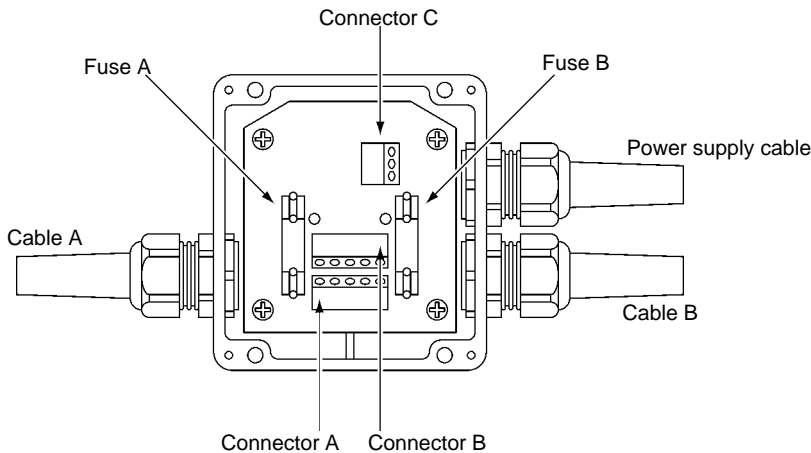 Connector C
Fuse A
Fuse B
Power supply cable
Cable A
Cable B
Connector A
Connector B